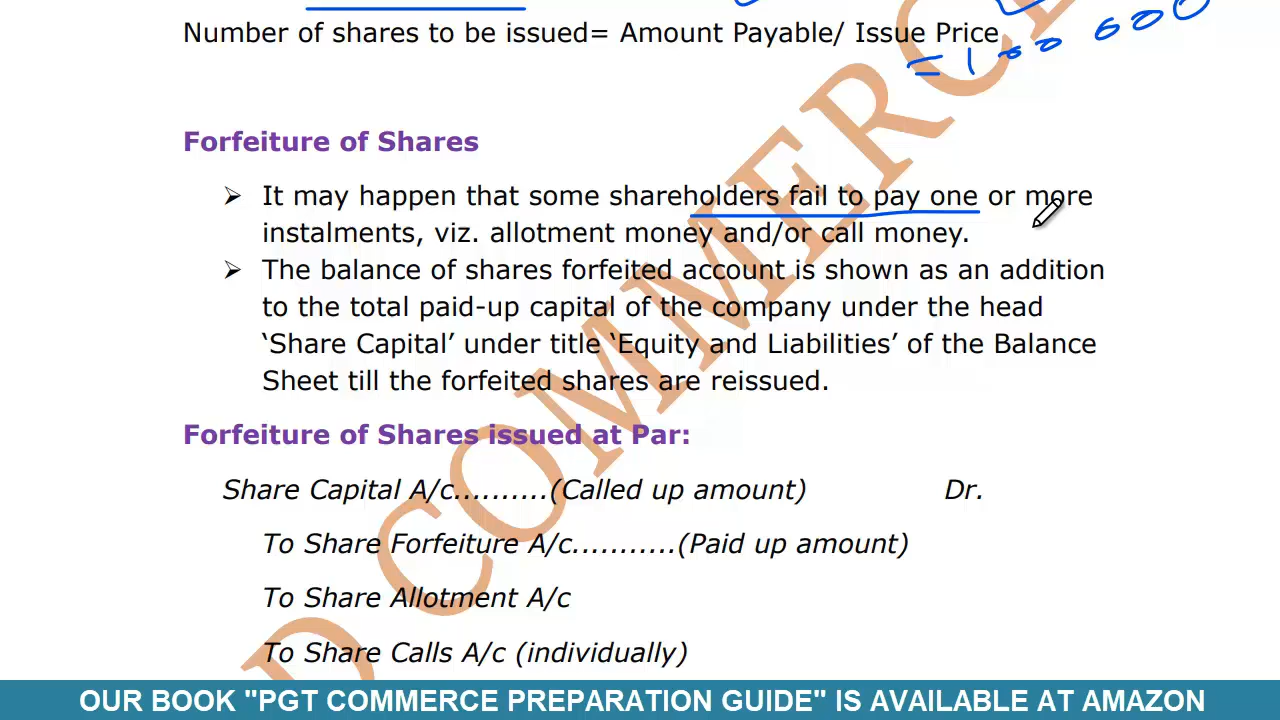 Number of shares to be issued= Amount Payable/ Issue Price
Forfeiture of Shares
➢ It may happen that some shareholders fail to pay one or more
instalments, viz. allotment money and/or call money.
➢ The balance of shares forfeited account is shown as an addition
to the total paid-up capital of the company under the head
‘Share Capital’ under title ‘Equity and Liabilities’ of the Balance
Sheet till the forfeited shares are reissued.
Forfeiture of Shares issued at Par:
Share Capital A/c..........(Called up amount) Dr.
To Share Forfeiture A/c...........(Paid up amount)
To Share Allotment A/c
To Share Calls A/c (individually)
D COMMERC
OUR BOOK "PGT COMMERCE PREPARATION GUIDE" IS AVAILABLE AT AMAZON